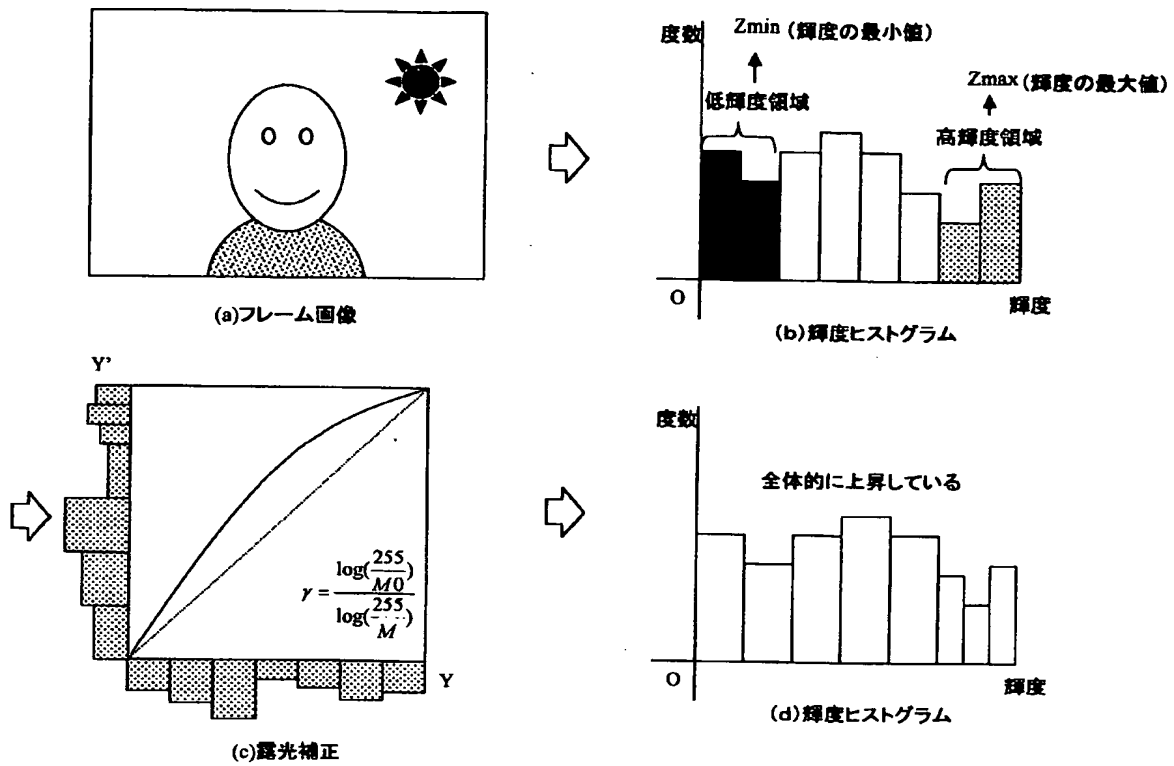 (a)フレーム画像
度数
Zmin (輝度の最小値)
Zmax (輝度の最大値)
低輝度領域
高輝度領域
O
輝度
(b)輝度ヒストグラム
Y'
γ = log(255/M0) / log(255/M)
Y
(c)露光補正
度数
全体的に上昇している
O
輝度
(d)輝度ヒストグラム